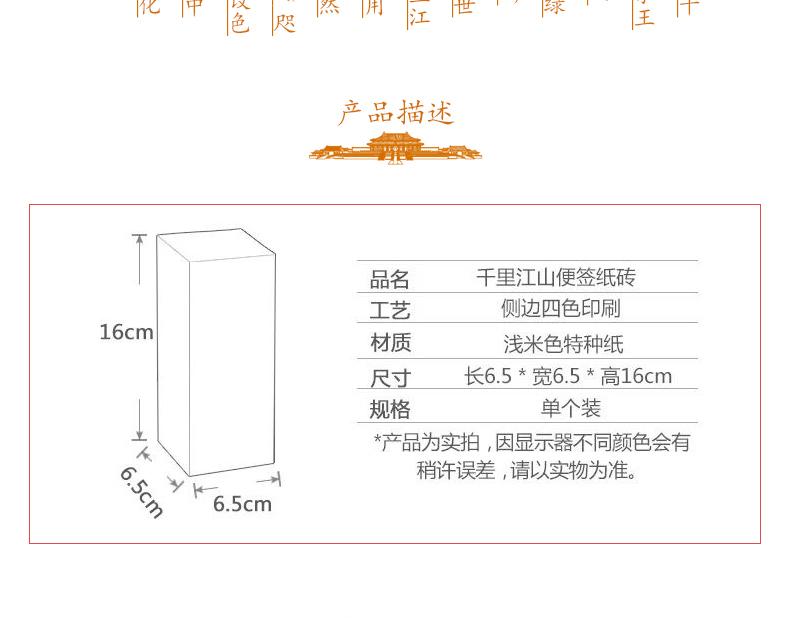 产品描述
16cm
6.5cm
6.5cm
品名 千里江山便签纸砖
工艺 侧边四色印刷
材质 浅米色特种纸
尺寸 长6.5 * 宽6.5 * 高16cm
规格 单个装
*产品为实拍,因显示器不同颜色会有
稍许误差,请以实物为准。